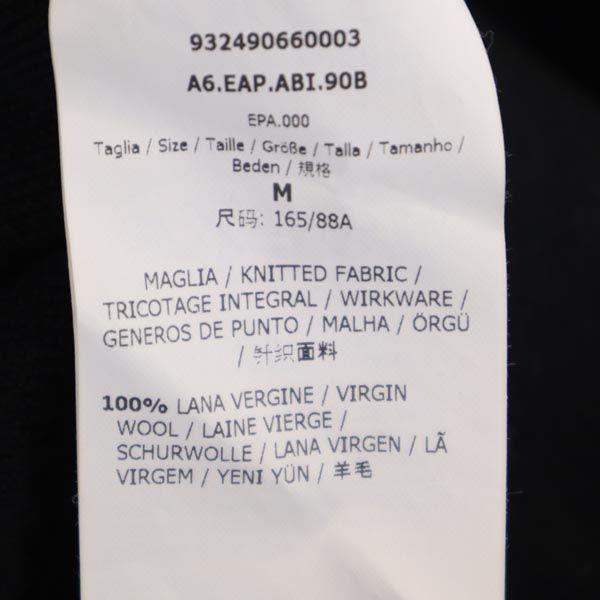 932490660003
A6.EAP.ABI.90B
EPA.000
Taglia / Size / Taille / Größe / Talla / Tamanho /
Beden / 規格
M
尺码: 165/88A
MAGLIA / KNITTED FABRIC /
TRICOTAGE INTEGRAL / WIRKWARE /
GENEROS DE PUNTO / MALHA / ÖRGÜ
/ 针织面料
100% LANA VERGINE / VIRGIN
WOOL / LAINE VIERGE /
SCHURWOLLE / LANA VIRGEN / LÃ
VIRGEM / YENI YÜN / 羊毛